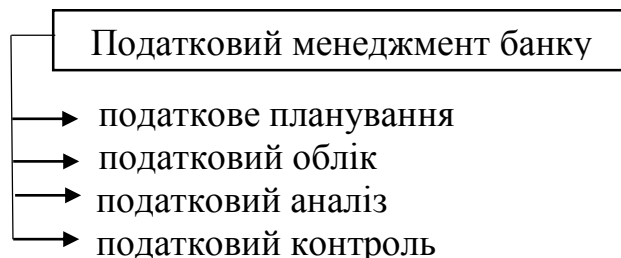 Податковий менеджмент банку
податкове планування
податковий облік
податковий аналіз
податковий контроль